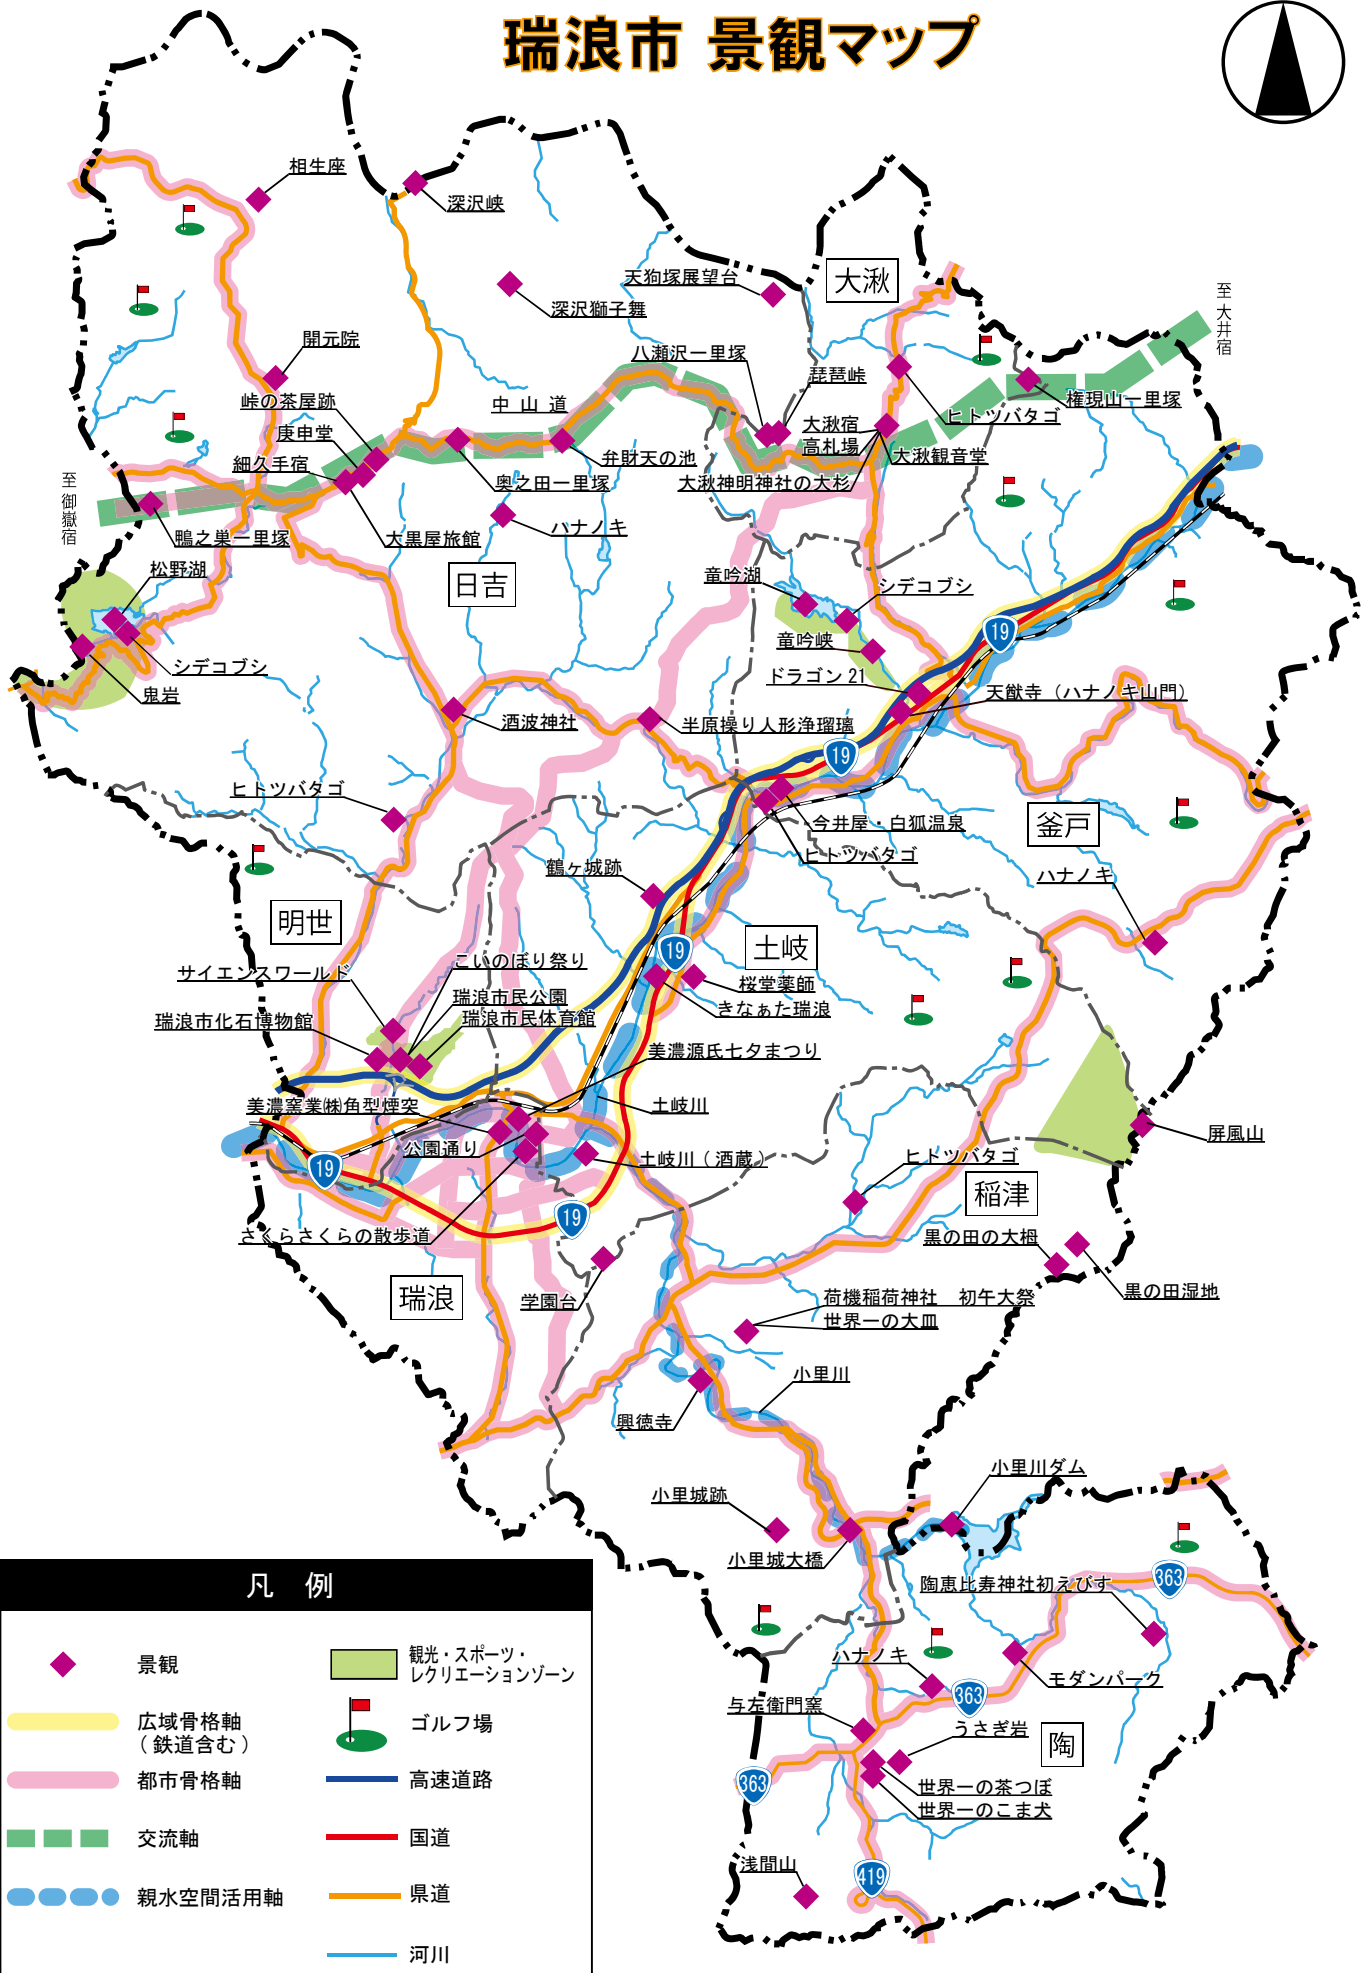 瑞浪市 景観マップ
相生座
深沢峡
天狗塚展望台
大湫
深沢獅子舞
至 大井宿
開元院
八瀬沢一里塚
琵琶峠
峠の茶屋跡
中山道
権現山一里塚
ヒトツバタゴ
大湫宿
高札場
庚申堂
弁財天の池
大湫観音堂
細久手宿
奥之田一里塚
大湫神明神社の大杉
至 御嶽宿
鴨之巣一里塚
大黒屋旅館
ハナノキ
松野湖
日吉
竜吟湖
シデコブシ
19
竜吟峡
シデコブシ
ドラゴン21
鬼岩
天猷寺（ハナノキ山門）
酒波神社
半原操り人形浄瑠璃
19
ヒトツバタゴ
今井屋・白狐温泉
釜戸
ヒトツバタゴ
鶴ヶ城跡
ハナノキ
明世
土岐
19
サイエンスワールド
こいのぼり祭り
桜堂薬師
瑞浪市民公園
きなぁた瑞浪
瑞浪市化石博物館
瑞浪市民体育館
美濃源氏七夕まつり
美濃窯業㈱角型煙突
土岐川
屏風山
公園通り
土岐川（酒蔵）
ヒトツバタゴ
19
稲津
19
さくらさくらの散歩道
黒の田の大栂
瑞浪
学園台
荷機稲荷神社 初午大祭
黒の田湿地
世界一の大皿
小里川
興徳寺
小里川ダム
小里城跡
小里城大橋
陶恵比寿神社初えびす
363
ハナノキ
モダンパーク
363
与左衛門窯
うさぎ岩
陶
363
世界一の茶つぼ
世界一のこま犬
浅間山
419
凡 例
景観
観光・スポーツ・
レクリエーションゾーン
広域骨格軸
（鉄道含む）
ゴルフ場
都市骨格軸
高速道路
交流軸
国道
親水空間活用軸
県道
河川